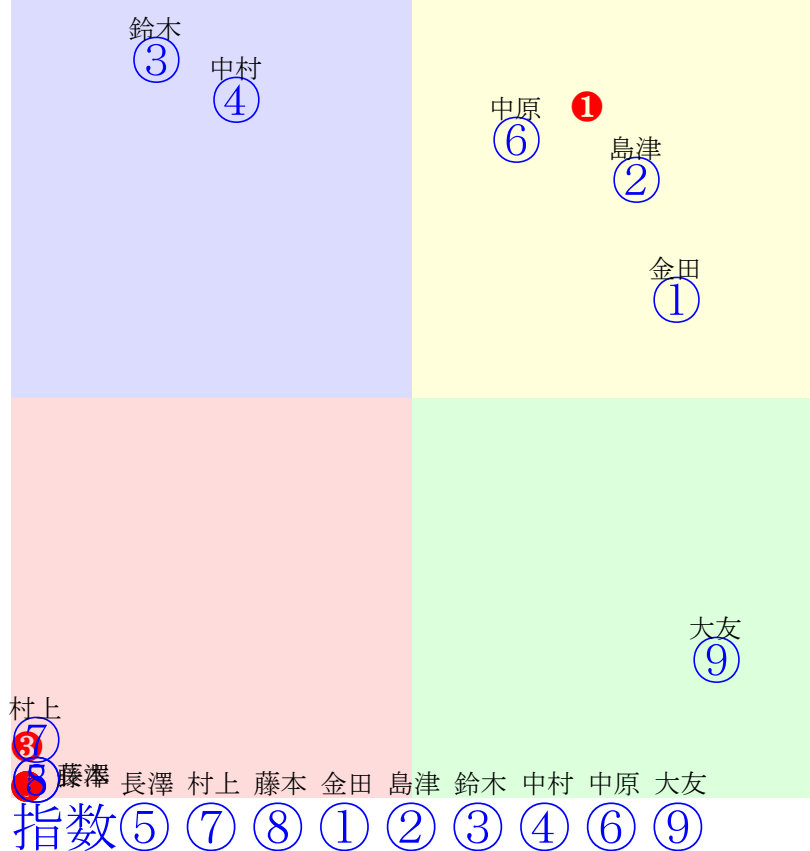 鈴木
③
中村
④
中原 ❶
⑥
島津
②
金田
①
大友
⑨
村上
⑦
❸
⑧
長澤 村上 藤本 金田 島津 鈴木 中村 中原 大友
指数⑤⑦⑧①②③④⑥⑨